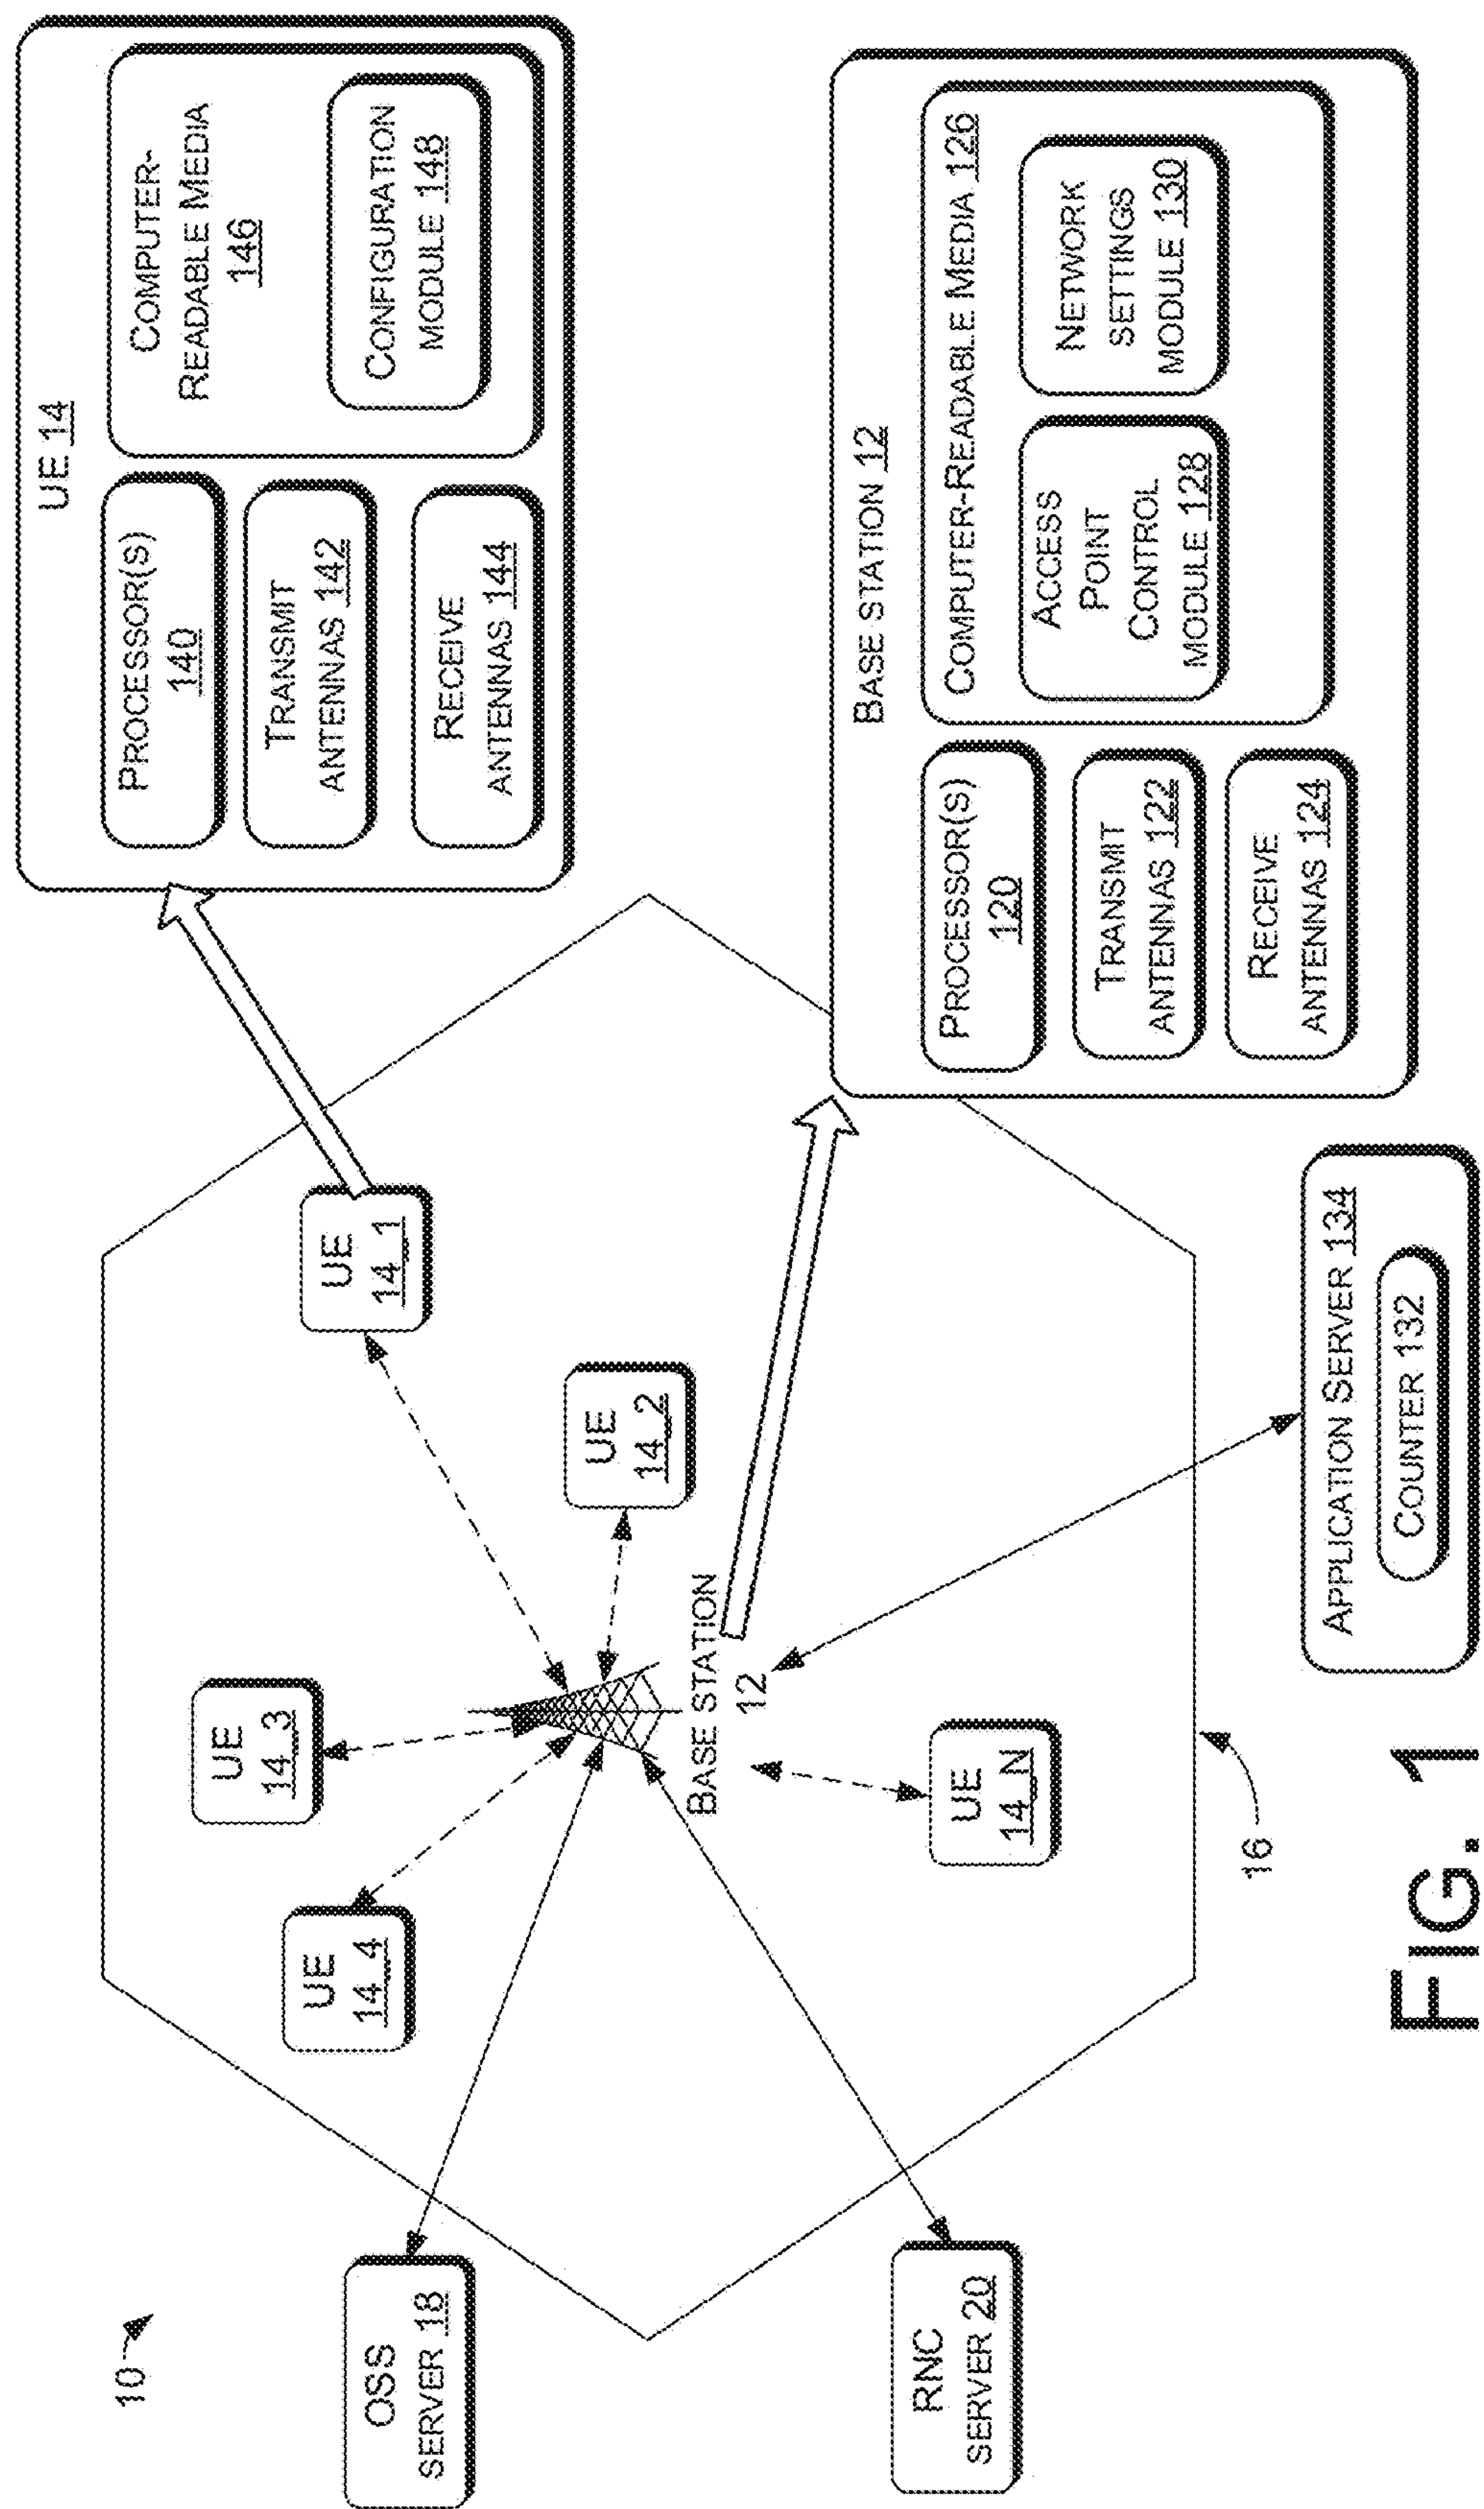 10
OSS
SERVER 18
RNC
SERVER 20
UE
14_4
UE
14_3
UE
14_1
UE
14_2
UE
14_N
BASE STATION
12
16
UE 14
PROCESSOR(S)
140
TRANSMIT
ANTENNAS 142
RECEIVE
ANTENNAS 144
COMPUTER-
READABLE MEDIA
146
CONFIGURATION
MODULE 148
BASE STATION 12
PROCESSOR(S)
120
TRANSMIT
ANTENNAS 122
RECEIVE
ANTENNAS 124
COMPUTER-READABLE MEDIA 126
ACCESS
POINT
CONTROL
MODULE 128
NETWORK
SETTINGS
MODULE 130
APPLICATION SERVER 134
COUNTER 132
FIG. 1